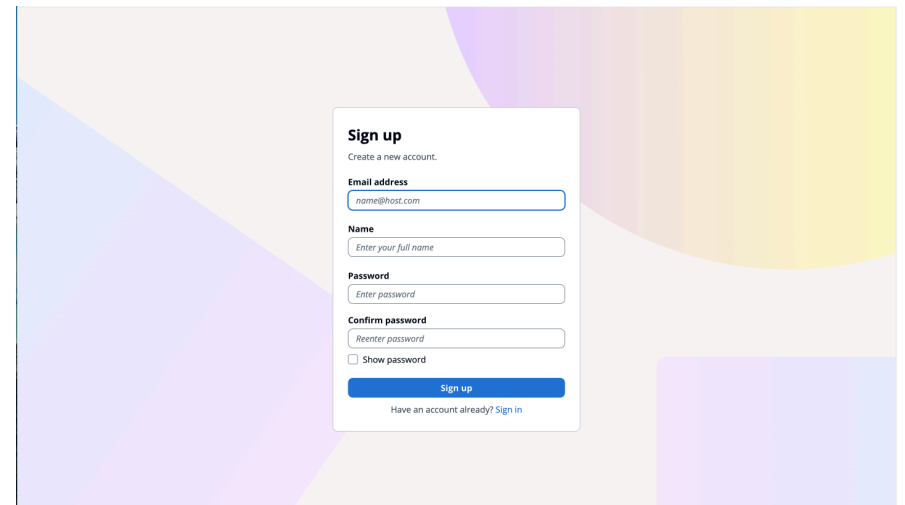 Sign up
Create a new account.
Email address
name@host.com
Name
Enter your full name
Password
Enter password
Confirm password
Reenter password
Show password
Sign up
Have an account already? Sign in